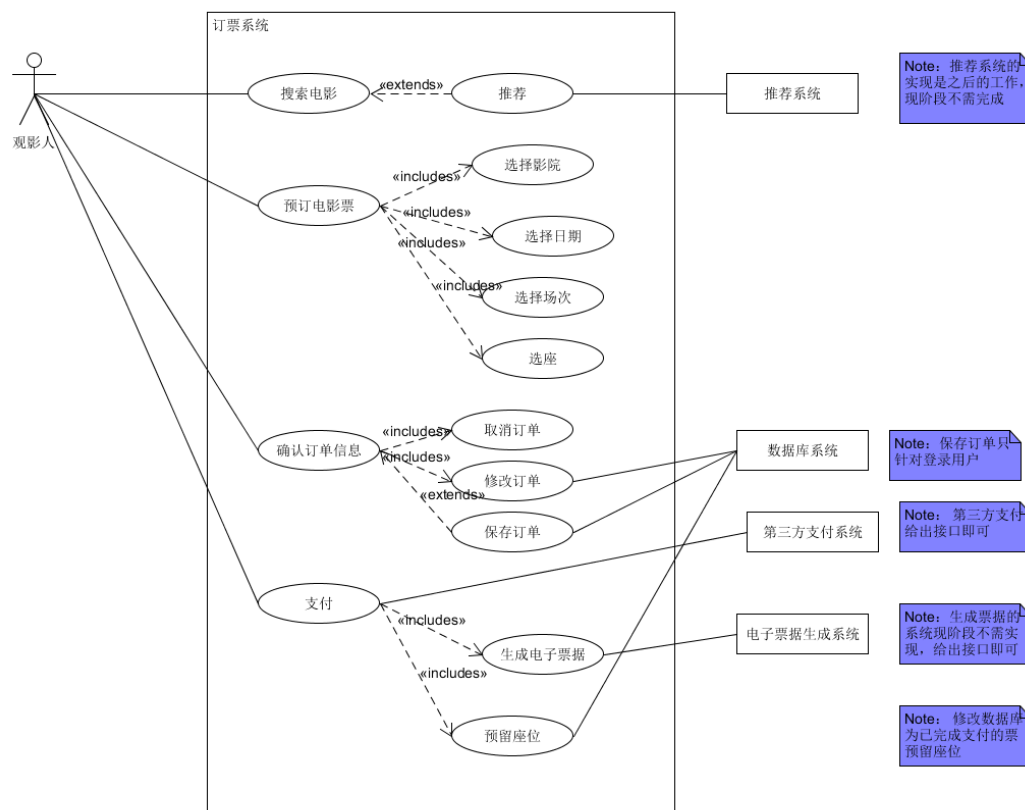 订票系统
观影人
搜索电影
«extends»
推荐
推荐系统
Note：推荐系统的
实现是之后的工作，
现阶段不需完成
预订电影票
«includes»
选择影院
«includes»
选择日期
«includes»
选择场次
«includes»
选座
确认订单信息
«includes»
取消订单
«includes»
修改订单
«extends»
保存订单
数据库系统
Note：保存订单只
针对登录用户
第三方支付系统
Note： 第三方支付
给出接口即可
支付
«includes»
生成电子票据
电子票据生成系统
Note：生成票据的
系统现阶段不需实
现，给出接口即可
«includes»
预留座位
Note： 修改数据库
为已完成支付的票
预留座位